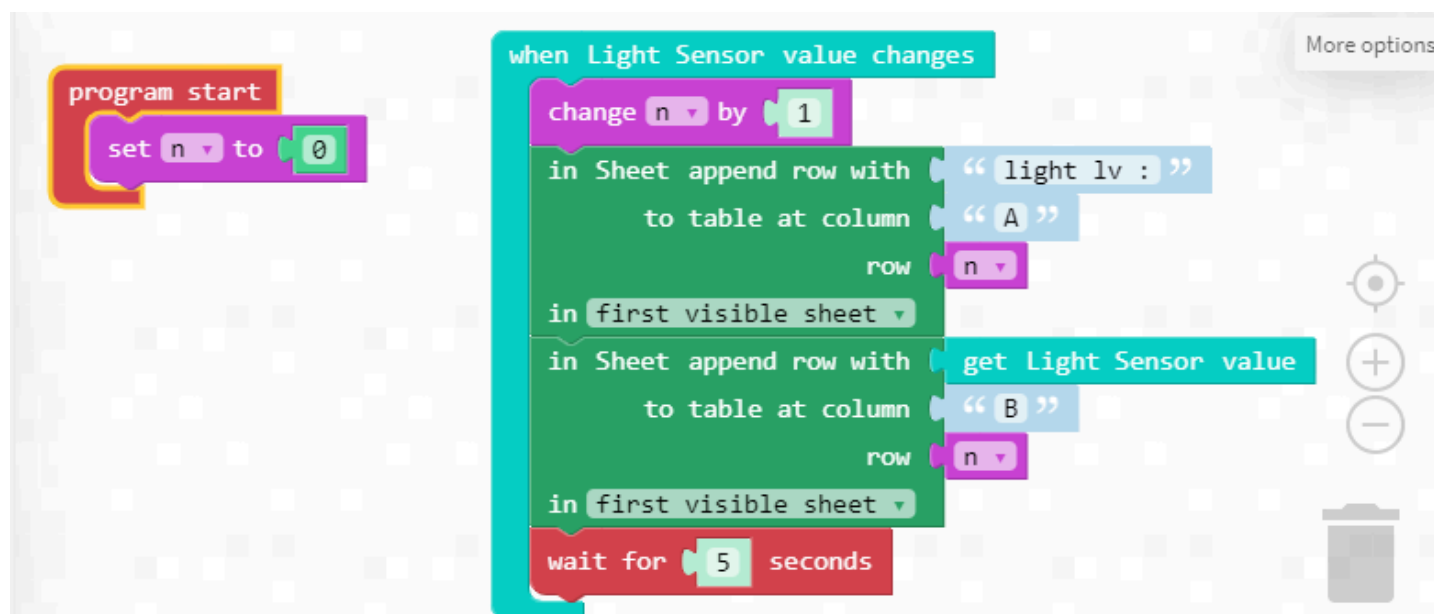 More options
program start
set n to 0
when Light Sensor value changes
change n by 1
in Sheet append row with “ light lv : ”
to table at column “ A ”
row n
in first visible sheet
in Sheet append row with get Light Sensor value
to table at column “ B ”
row n
in first visible sheet
wait for 5 seconds